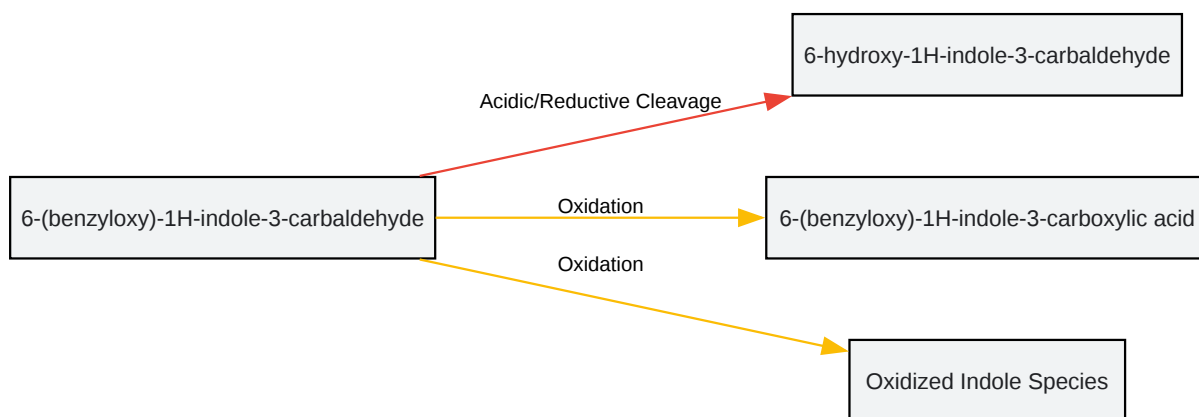 6-hydroxy-1H-indole-3-carbaldehyde
Acidic/Reductive Cleavage
6-(benzyloxy)-1H-indole-3-carbaldehyde
Oxidation
6-(benzyloxy)-1H-indole-3-carboxylic acid
Oxidation
Oxidized Indole Species